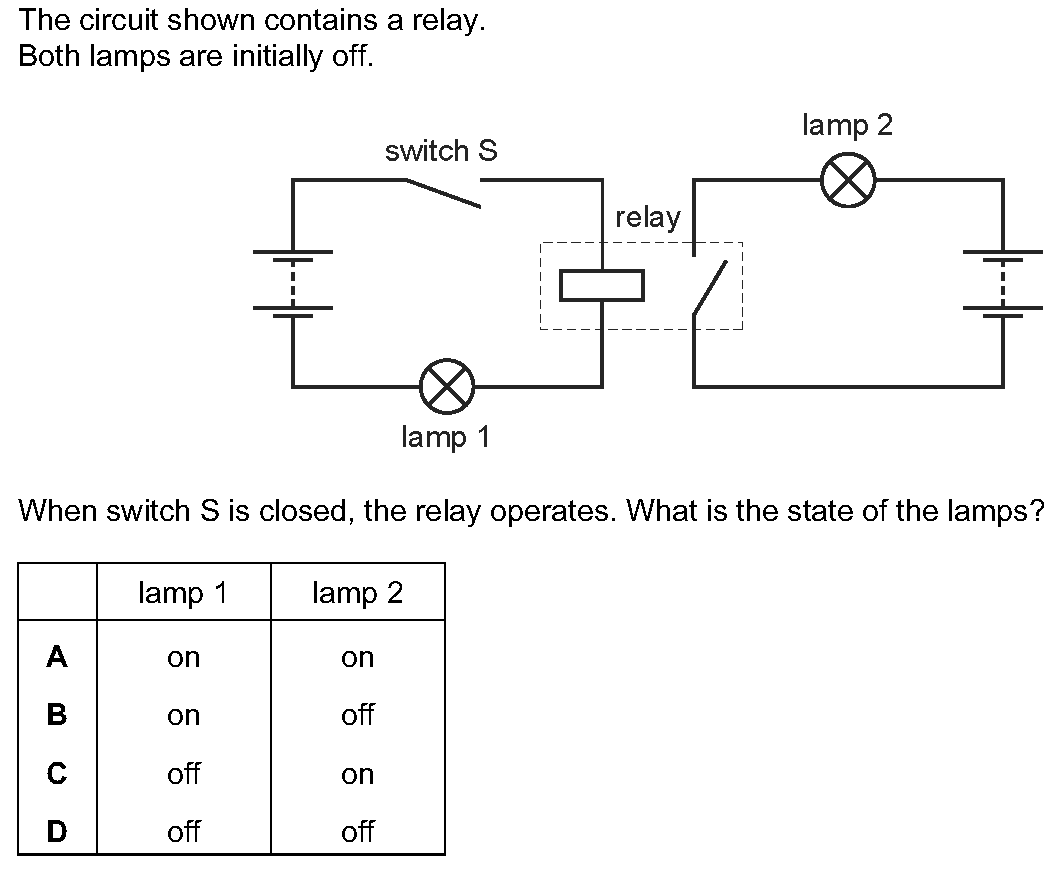 The circuit shown contains a relay.
Both lamps are initially off.
lamp 2
switch S
relay
lamp 1
When switch S is closed, the relay operates. What is the state of the lamps?
lamp 1 lamp 2
A on on
B on off
C off on
D off off